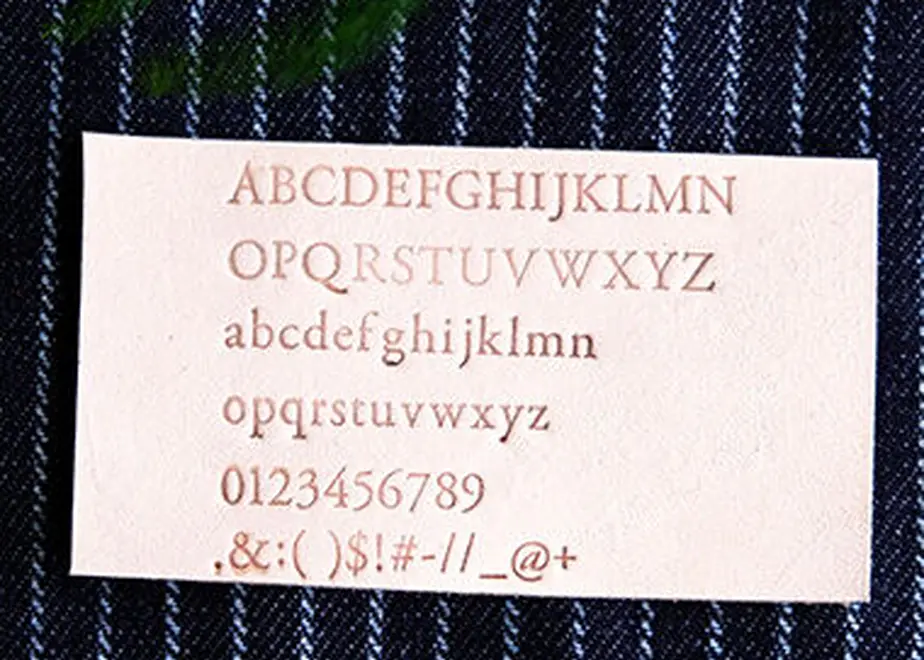 ABCDEFGHIJKLMN
OPQRSTUVWXYZ
abcdefghijklmn
opqrstuvwxyz
0123456789
.&:( )$!#-//_@+